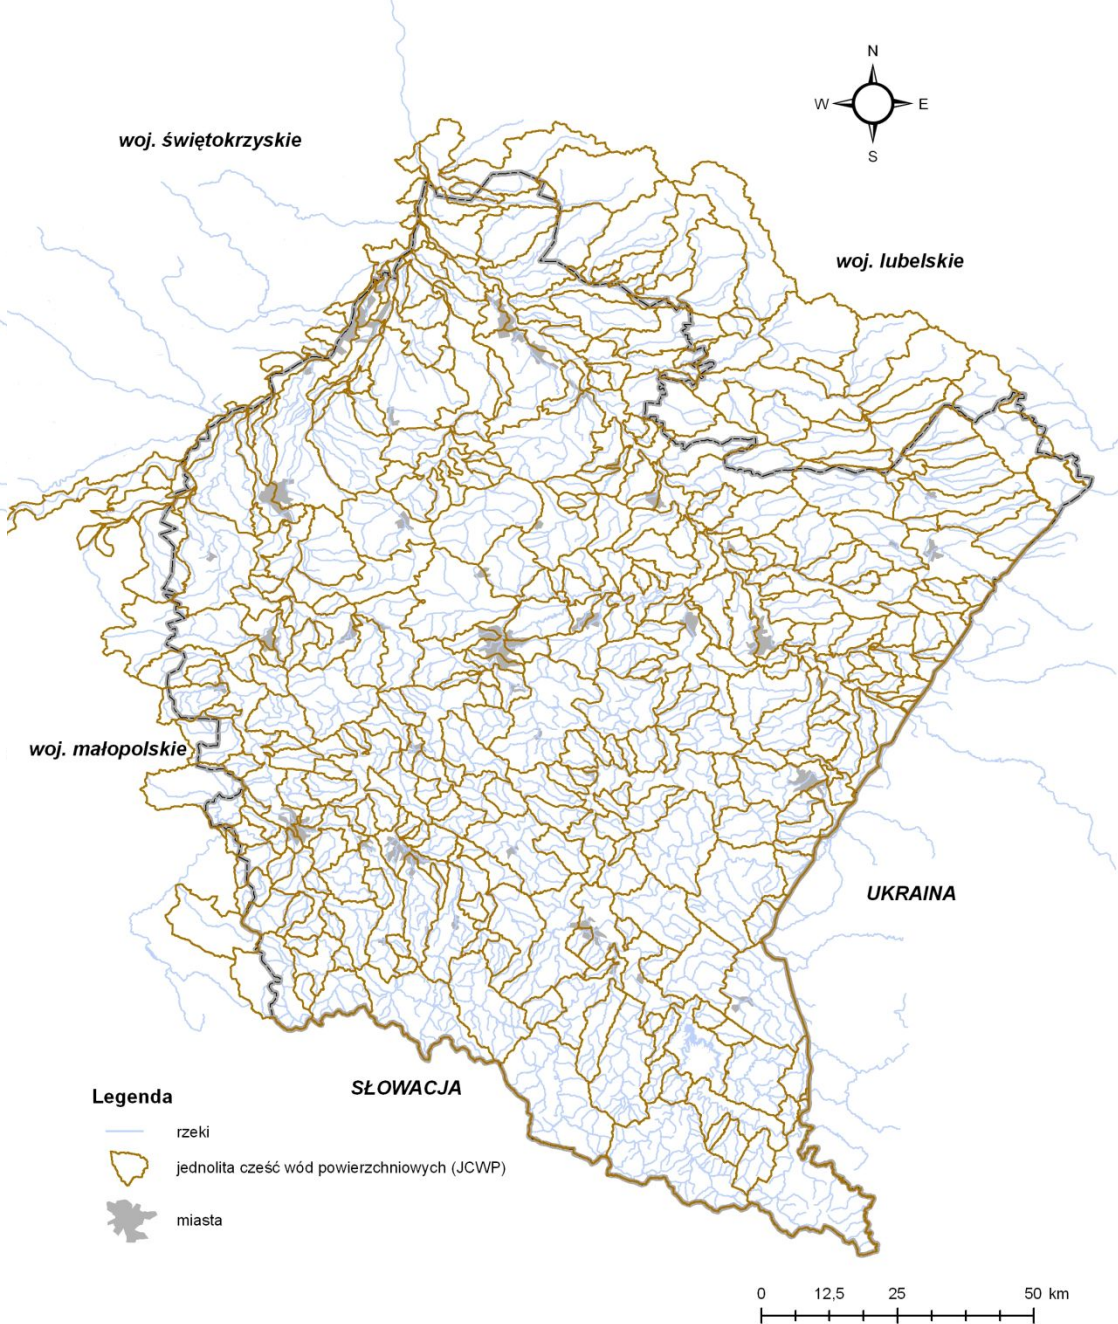 N
W E
S
woj. świętokrzyskie
woj. lubelskie
woj. małopolskie
UKRAINA
SŁOWACJA
Legenda
rzeki
jednolita cześć wód powierzchniowych (JCWP)
miasta
0 12,5 25 50 km